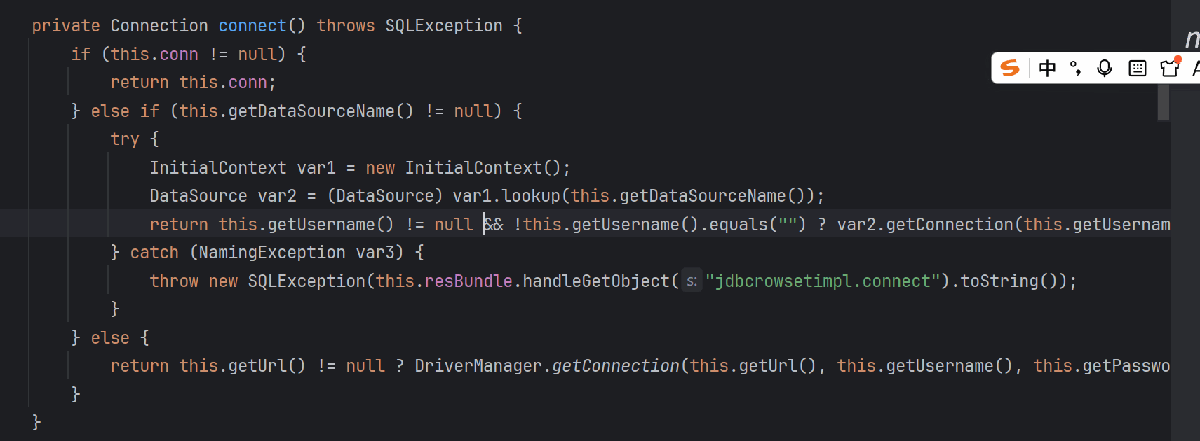 private Connection connect() throws SQLException {
if (this.conn != null) {
return this.conn;
} else if (this.getDataSourceName() != null) {
try {
InitialContext var1 = new InitialContext();
DataSource var2 = (DataSource) var1.lookup(this.getDataSourceName());
return this.getUsername() != null && !this.getUsername().equals("") ? var2.getConnection(this.getUsernam
} catch (NamingException var3) {
throw new SQLException(this.resBundle.handleGetObject( s: "jdbcrowsetimpl.connect").toString());
}
} else {
return this.getUrl() != null ? DriverManager.getConnection(this.getUrl(), this.getUsername(), this.getPasswo
}
}
中